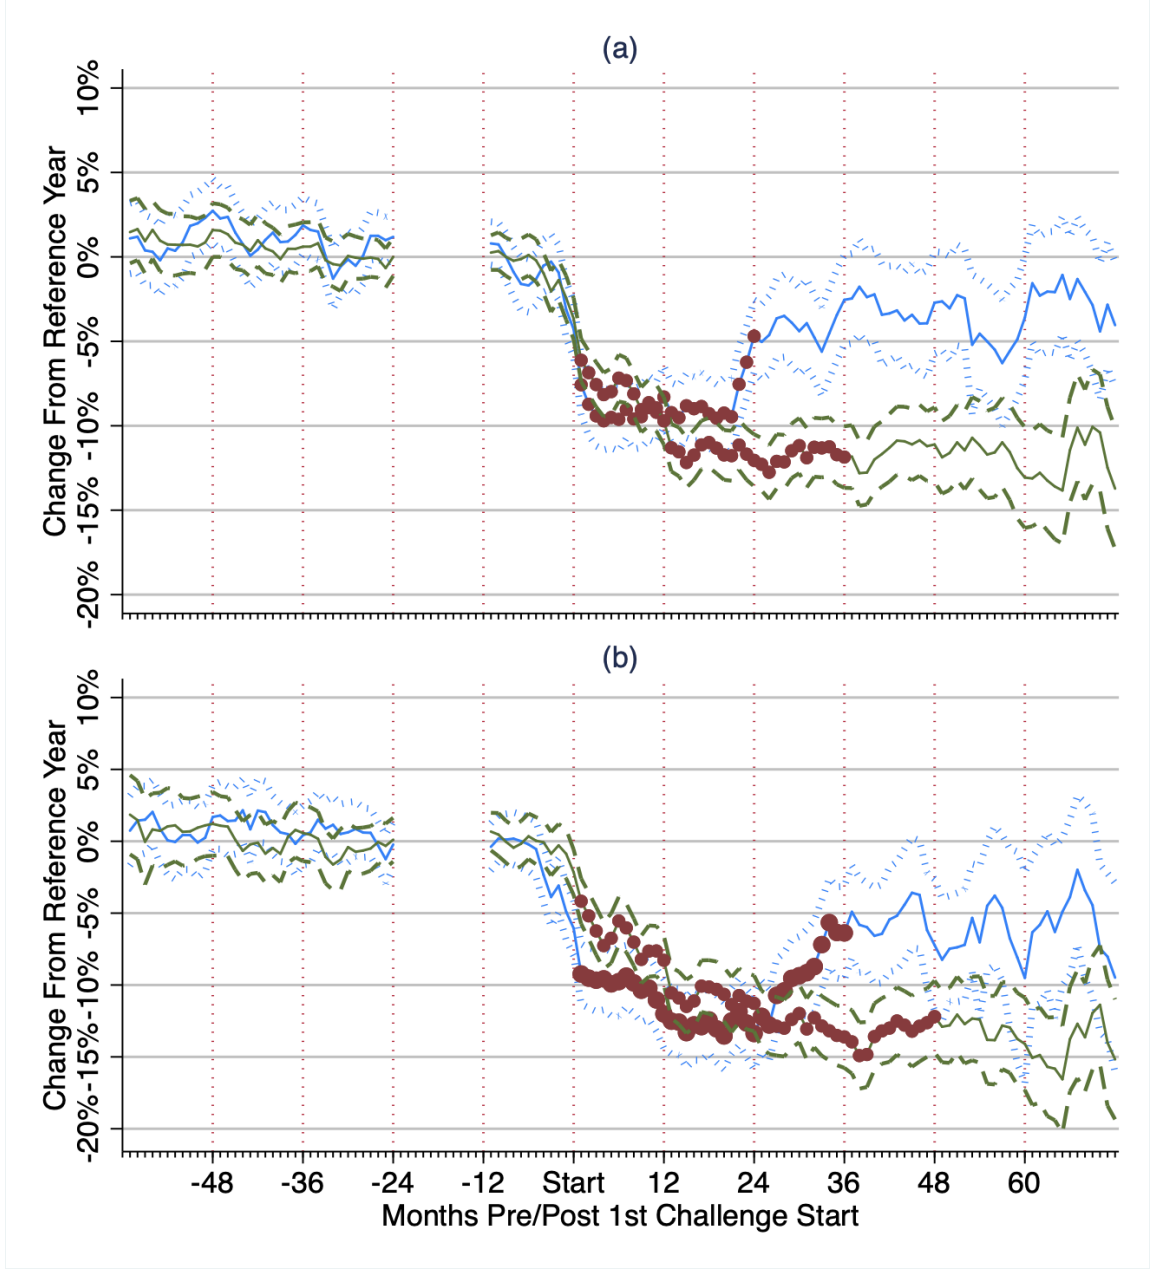 (a)
Change From Reference Year
10%
5%
0%
-5%
-10%
-15%
-20%
(b)
Change From Reference Year
10%
5%
0%
-5%
-10%
-15%
-20%
-48 -36 -24 -12 Start 12 24 36 48 60
Months Pre/Post 1st Challenge Start